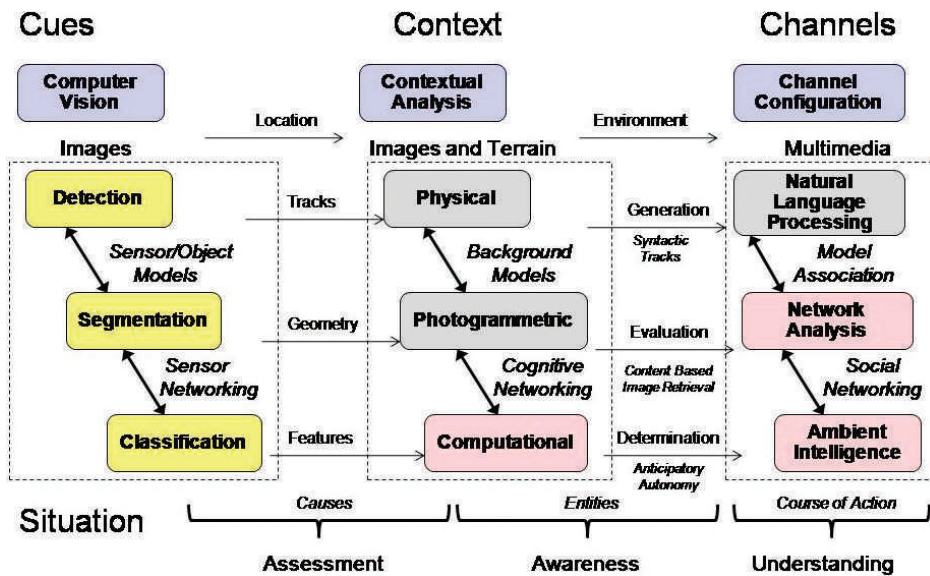 Cues
Context
Channels
Computer
Vision
Contextual
Analysis
Channel
Configuration
Location
Environment
Images
Images and Terrain
Multimedia
Detection
Tracks
Physical
Generation
Syntactic
Tracks
Natural
Language
Processing
Sensor/Object
Models
Background
Models
Model
Association
Segmentation
Geometry
Photogrammetric
Evaluation
Content Based
Image Retrieval
Network
Analysis
Sensor
Networking
Cognitive
Networking
Social
Networking
Classification
Features
Computational
Determination
Anticipatory
Autonomy
Ambient
Intelligence
Situation
Causes
Entities
Course of Action
Assessment
Awareness
Understanding